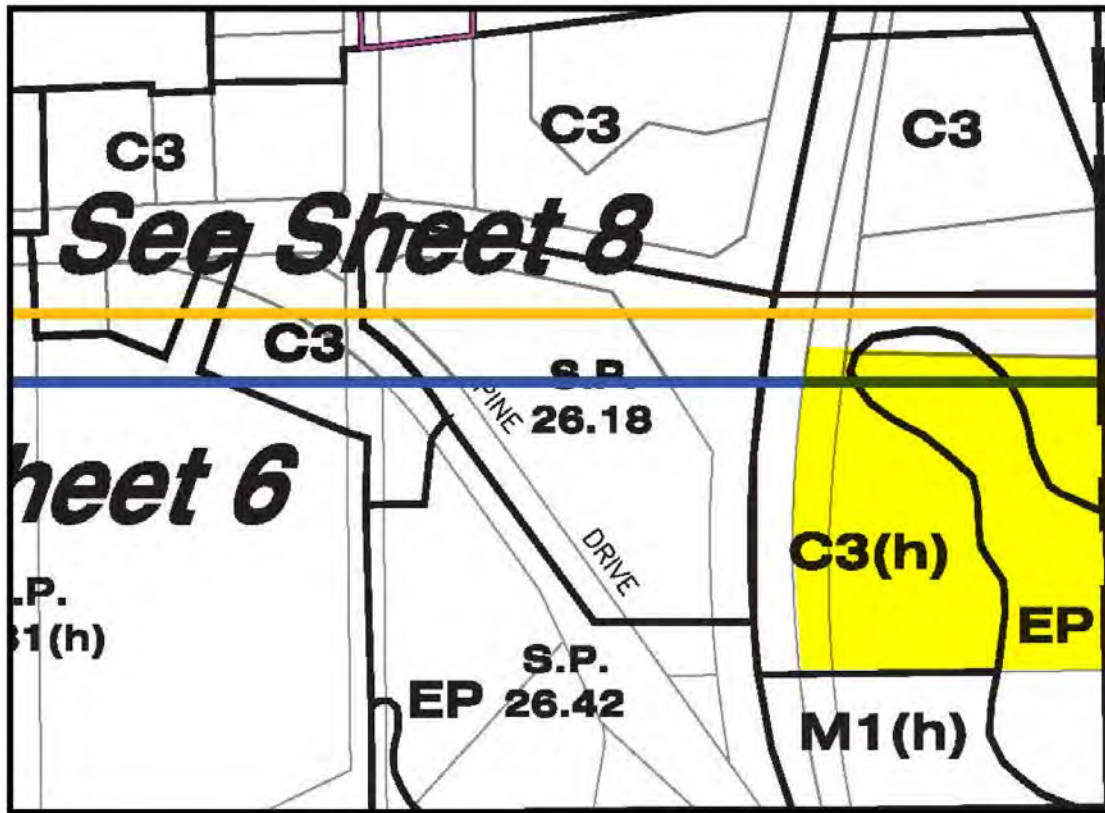 C3
C3
C3
See Sheet 8
C3
S.P.
26.18
PINE
DRIVE
heet 6
.P.
31(h)
C3(h)
EP
S.P.
26.42
EP
M1(h)